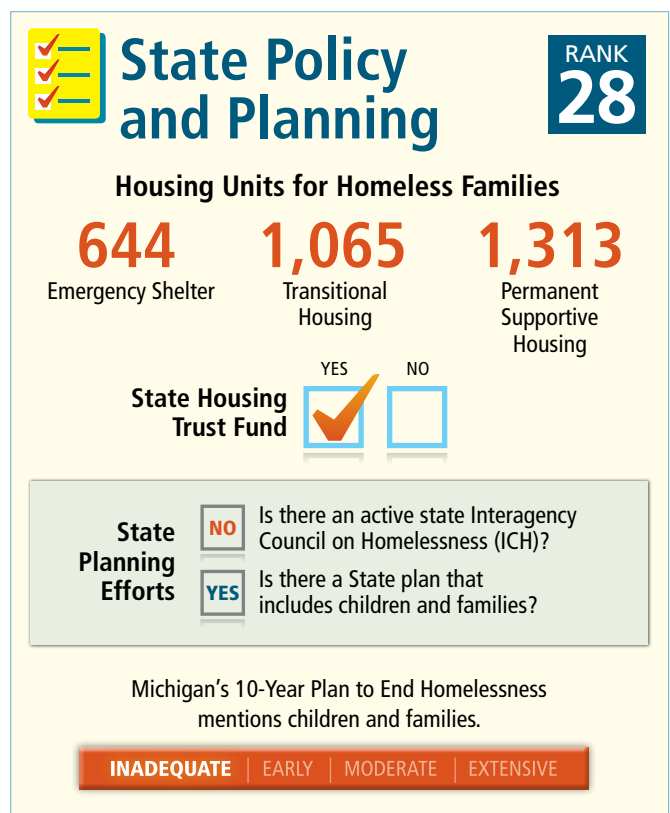 State Policy
and Planning
RANK
28
Housing Units for Homeless Families
644
Emergency Shelter
1,065
Transitional
Housing
1,313
Permanent
Supportive
Housing
YES NO
State Housing
Trust Fund
State
Planning
Efforts
NO
Is there an active state Interagency
Council on Homelessness (ICH)?
YES
Is there a State plan that
includes children and families?
Michigan’s 10-Year Plan to End Homelessness
mentions children and families.
INADEQUATE | EARLY | MODERATE | EXTENSIVE